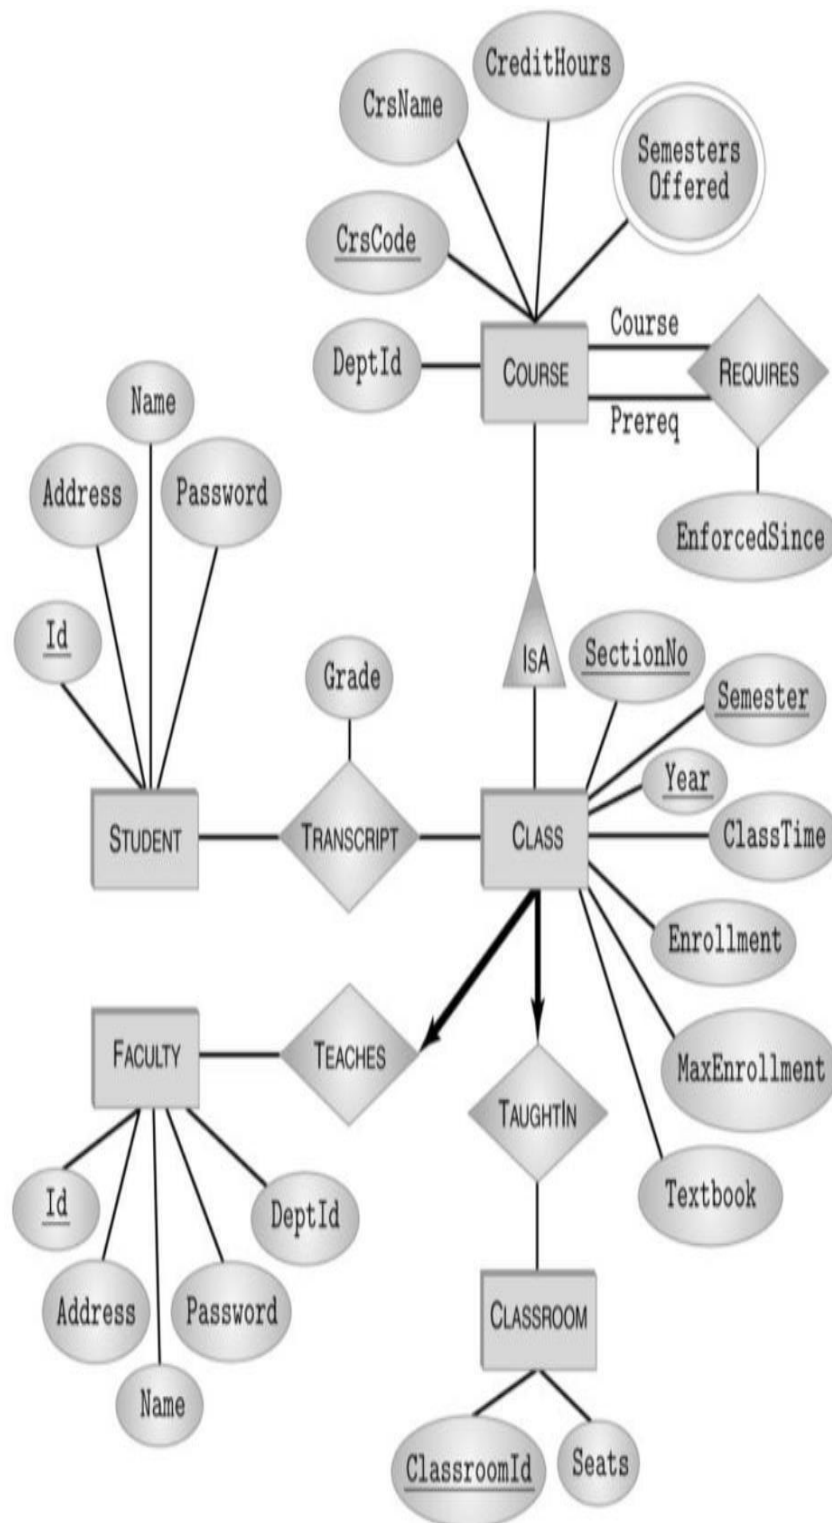 CreditHours
CrsName
Semesters
Offered
CrsCode
Course
DeptId
COURSE
REQUIRES
Prereq
Name
Address
Password
EnforcedSince
Id
IsA
SectionNo
Grade
Semester
Year
STUDENT
TRANSCRIPT
CLASS
ClassTime
Enrollment
FACULTY
TEACHES
MaxEnrollment
TAUGHTIN
Id
DeptId
Textbook
Address
Password
CLASSROOM
Name
ClassroomId
Seats